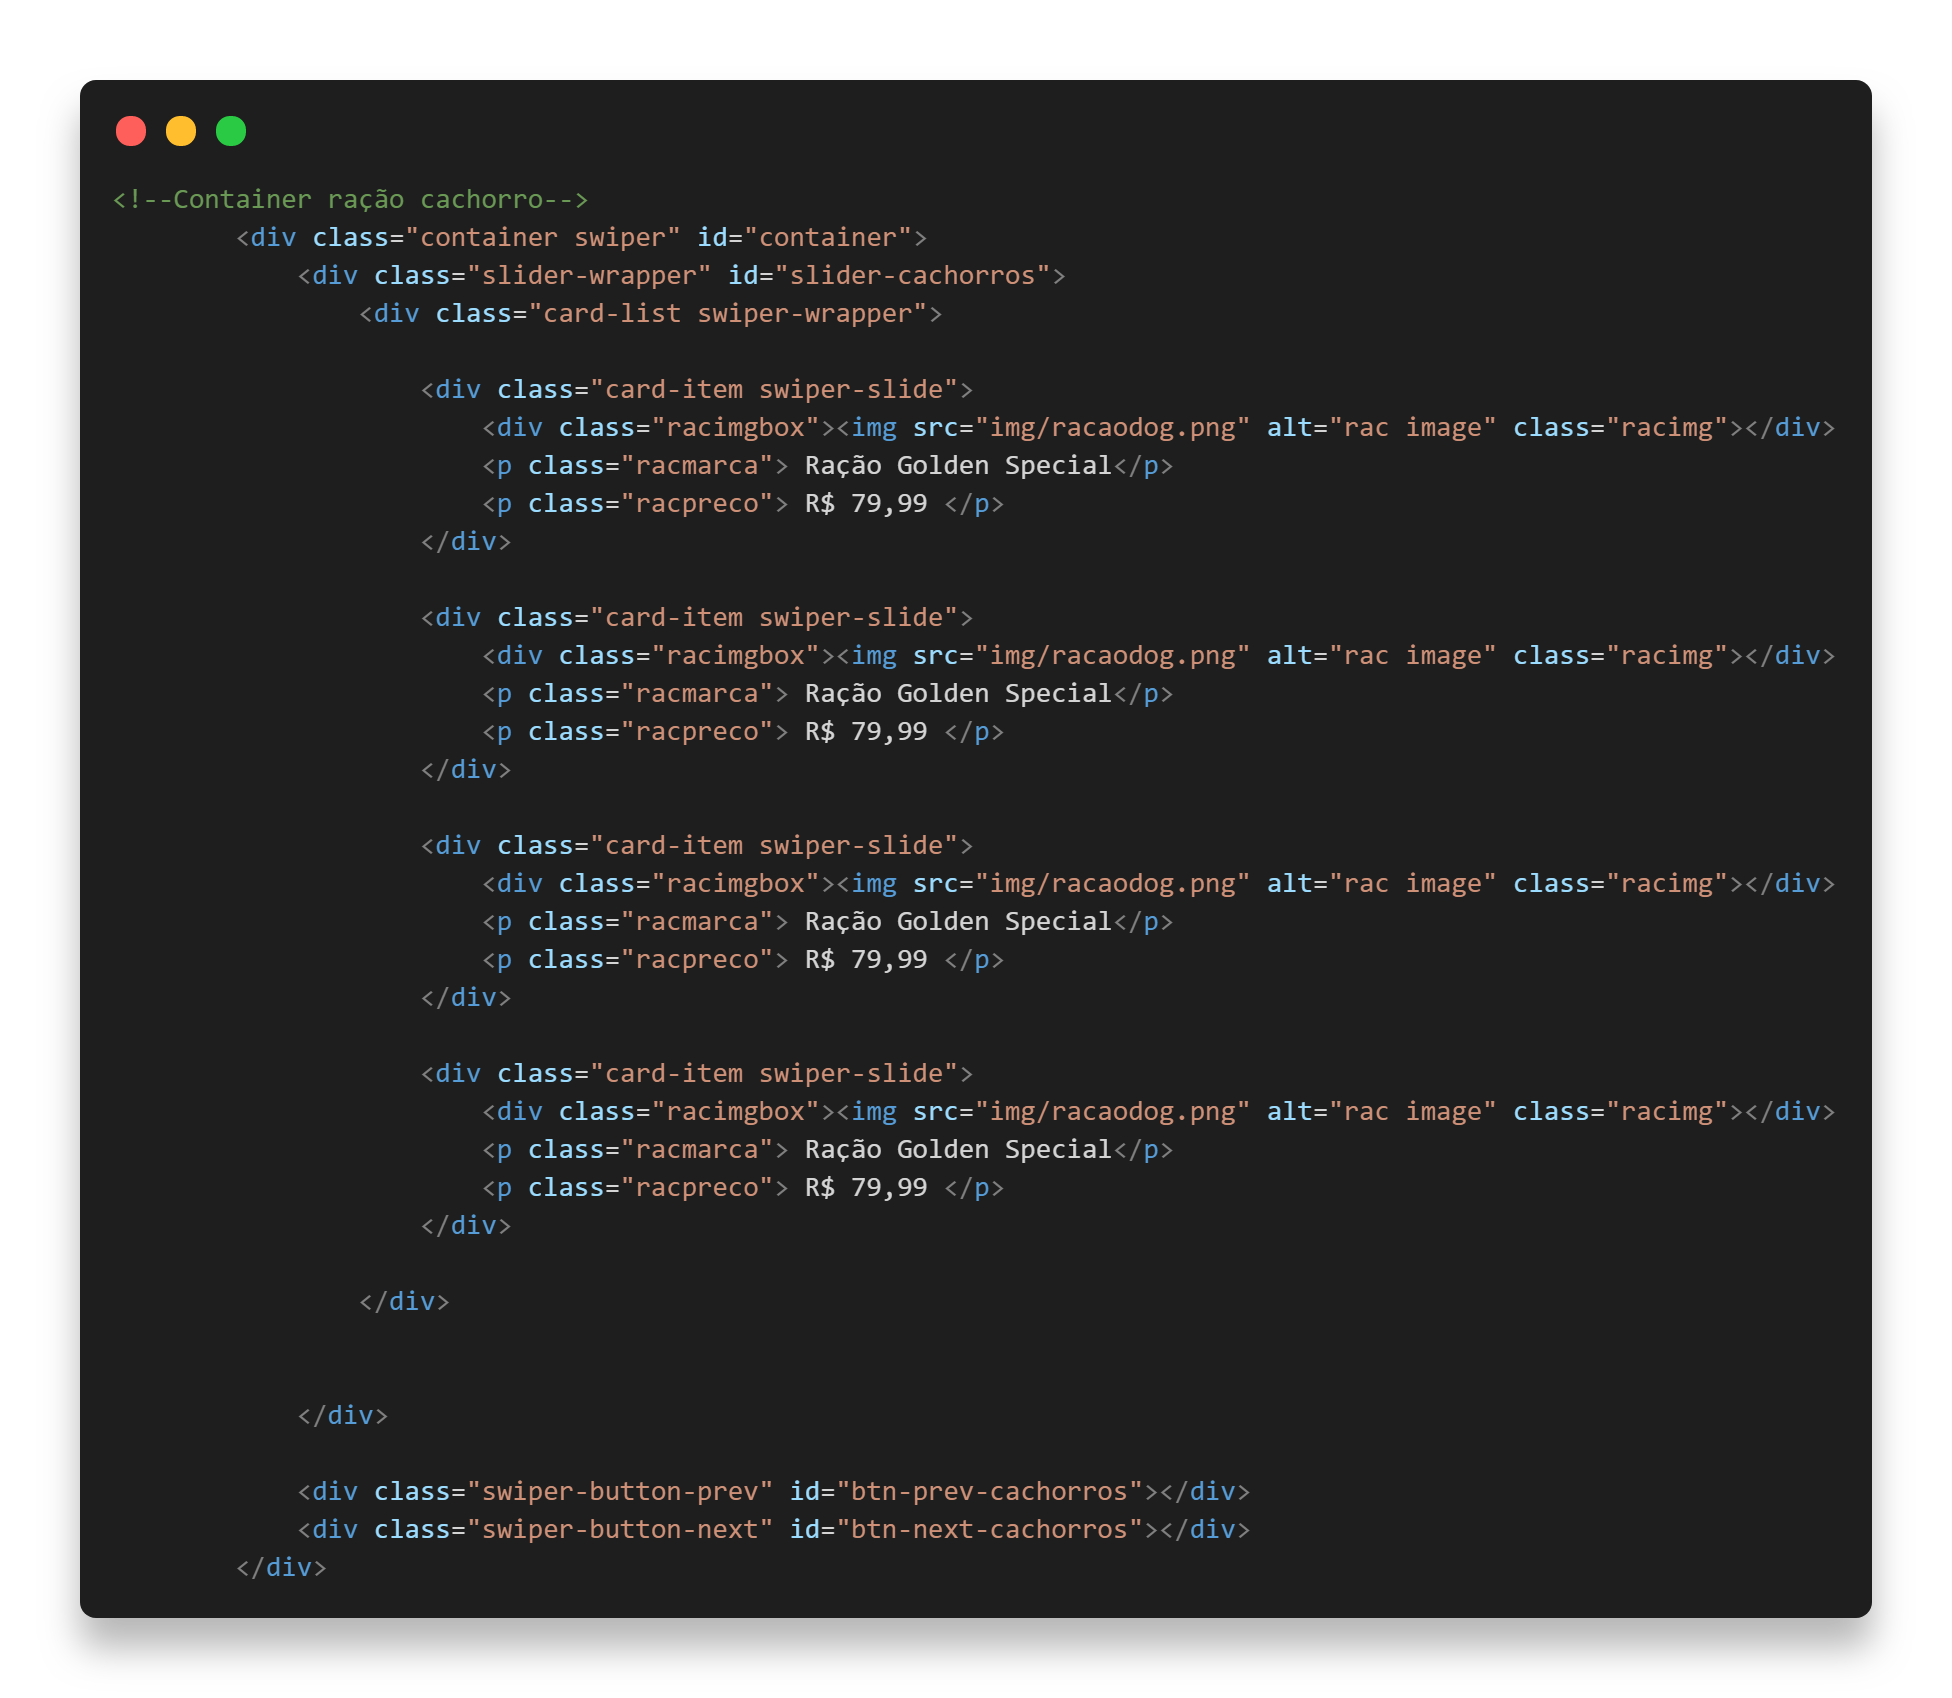 <!--Container ração cachorro-->
        <div class="container swiper" id="container">
            <div class="slider-wrapper" id="slider-cachorros">
                <div class="card-list swiper-wrapper">

                    <div class="card-item swiper-slide">
                        <div class="racimgbox"><img src="img/racaodog.png" alt="rac image" class="racimg"></div>
                        <p class="racmarca"> Ração Golden Special</p>
                        <p class="racpreco"> R$ 79,99 </p>
                    </div>

                    <div class="card-item swiper-slide">
                        <div class="racimgbox"><img src="img/racaodog.png" alt="rac image" class="racimg"></div>
                        <p class="racmarca"> Ração Golden Special</p>
                        <p class="racpreco"> R$ 79,99 </p>
                    </div>

                    <div class="card-item swiper-slide">
                        <div class="racimgbox"><img src="img/racaodog.png" alt="rac image" class="racimg"></div>
                        <p class="racmarca"> Ração Golden Special</p>
                        <p class="racpreco"> R$ 79,99 </p>
                    </div>

                    <div class="card-item swiper-slide">
                        <div class="racimgbox"><img src="img/racaodog.png" alt="rac image" class="racimg"></div>
                        <p class="racmarca"> Ração Golden Special</p>
                        <p class="racpreco"> R$ 79,99 </p>
                    </div>

                </div>


            </div>

            <div class="swiper-button-prev" id="btn-prev-cachorros"></div>
            <div class="swiper-button-next" id="btn-next-cachorros"></div>
        </div>